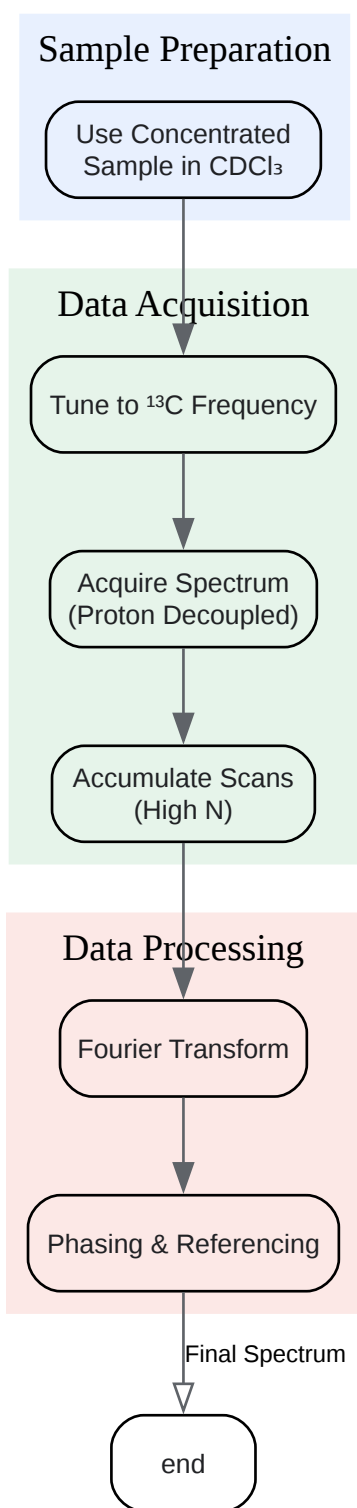 Sample Preparation
Use Concentrated
Sample in CDCl₃
Data Acquisition
Tune to ¹³C Frequency
Acquire Spectrum
(Proton Decoupled)
Accumulate Scans
(High N)
Data Processing
Fourier Transform
Phasing & Referencing
Final Spectrum
end